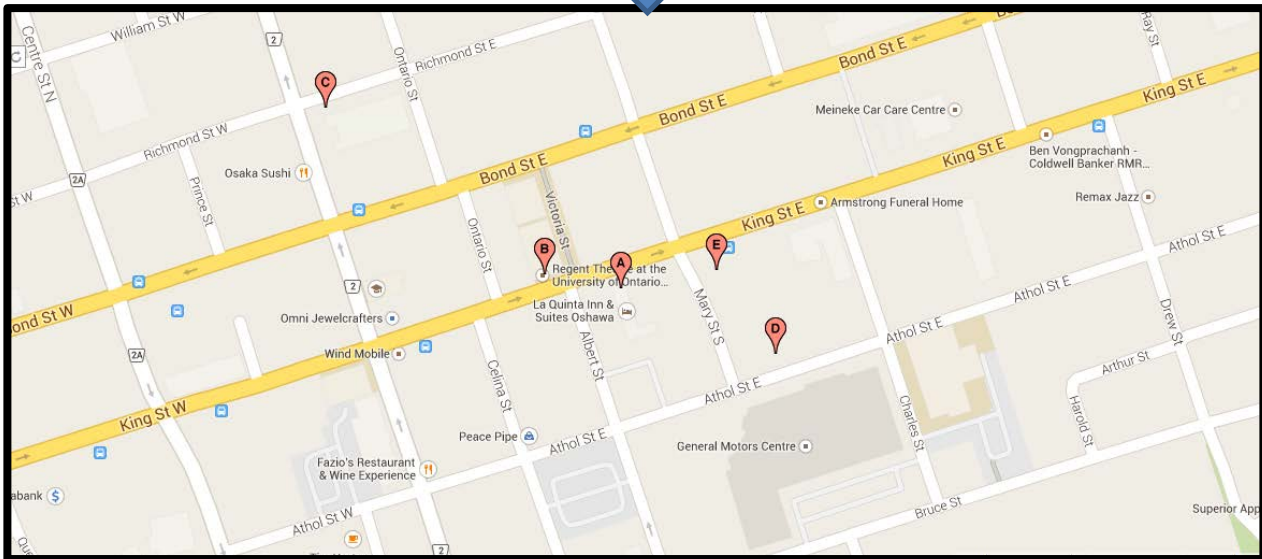 Centre St N
William St W
2
Ontario St
Richmond St E
Bond St E
Ray St
C
Bond St E
Meineke Car Care Centre
King St E
Richmond St W
Ben Vongprachanh -
Coldwell Banker RMR...
King St E
2A
Osaka Sushi
Bond St E
Prince St
Victoria St
Armstrong Funeral Home
Remax Jazz
St W
Ontario St
King St E
Athol St E
B
A
E
Regent Theatre at the
University of Ontario...
La Quinta Inn &
Suites Oshawa
2
Omni Jewelcrafters
Mary St S
Athol St E
Drew St
ond St W
Wind Mobile
2A
Albert St
D
Athol St E
Arthur St
Celina St
King St W
Athol St E
Charles St
Harold St
Peace Pipe
Athol St E
General Motors Centre
Fazio's Restaurant
& Wine Experience
abank
$
Athol St W
Bruce St
Superior App
Que
2